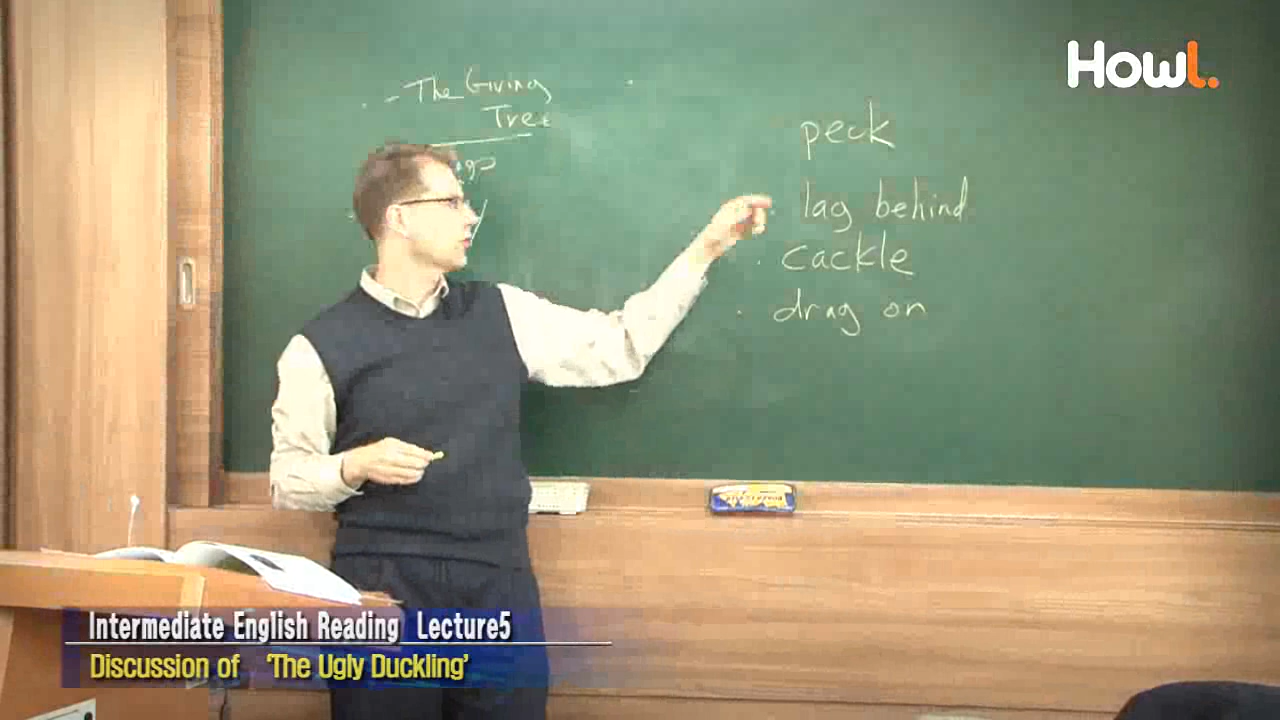 Howl.
- The Giving
Tree
peck
lag behind
cackle
drag on
Intermediate English Reading Lecture5
Discussion of 'The Ugly Duckling'